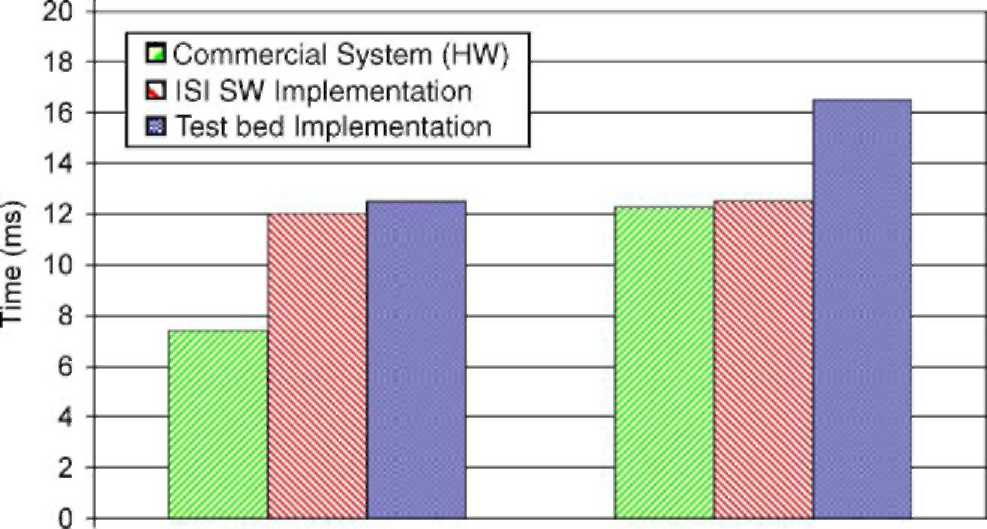 20
18
16
14
12
10
8
6
4
2
0
Time (ms)
Commercial System (HW)
ISI SW Implementation
Test bed Implementation